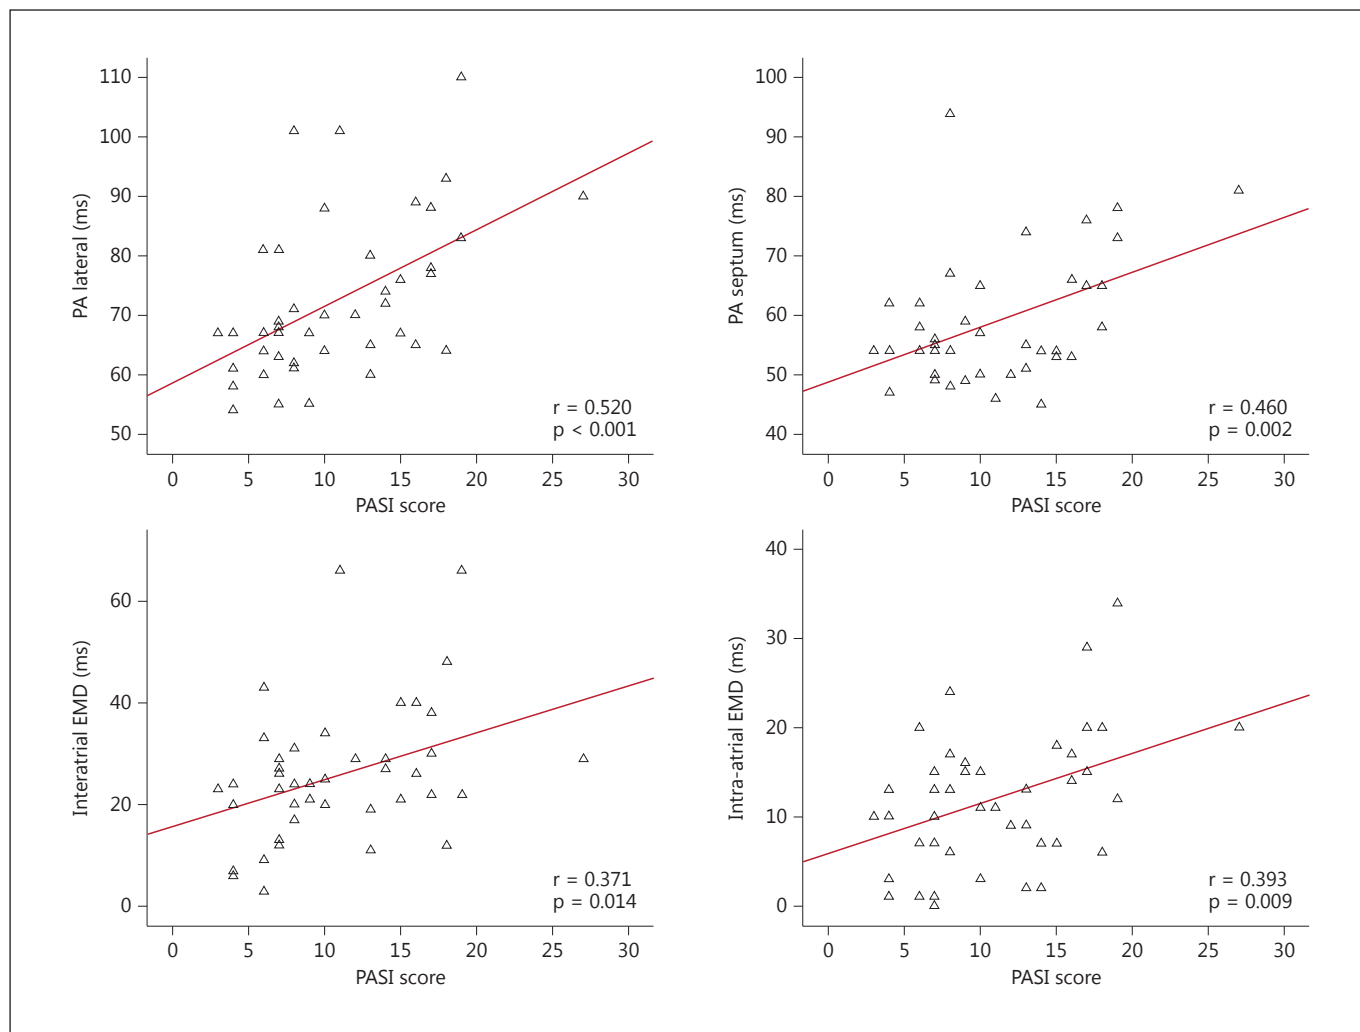 110
100
90
80
70
60
50
PA lateral (ms)
r = 0.520
p < 0.001
0 5 10 15 20 25 30
PASI score
100
90
80
70
60
50
40
PA septum (ms)
r = 0.460
p = 0.002
0 5 10 15 20 25 30
PASI score
60
40
20
0
Interatrial EMD (ms)
r = 0.371
p = 0.014
0 5 10 15 20 25 30
PASI score
40
30
20
10
0
Intra-atrial EMD (ms)
r = 0.393
p = 0.009
0 5 10 15 20 25 30
PASI score